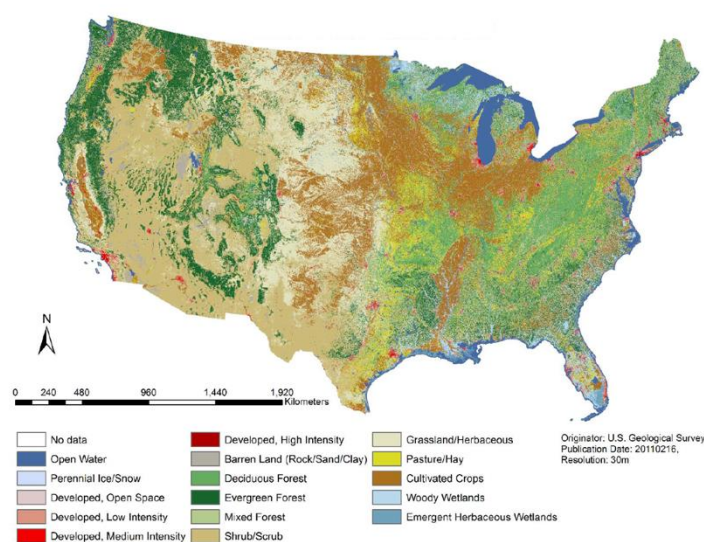 N
0 240 480 960 1,440 1,920
Kilometers
No data
Open Water
Perennial Ice/Snow
Developed, Open Space
Developed, Low Intensity
Developed, Medium Intensity
Developed, High Intensity
Barren Land (Rock/Sand/Clay)
Deciduous Forest
Evergreen Forest
Mixed Forest
Shrub/Scrub
Grassland/Herbaceous
Pasture/Hay
Cultivated Crops
Woody Wetlands
Emergent Herbaceous Wetlands
Originator: U.S. Geological Survey
Publication Date: 20110216,
Resolution: 30m